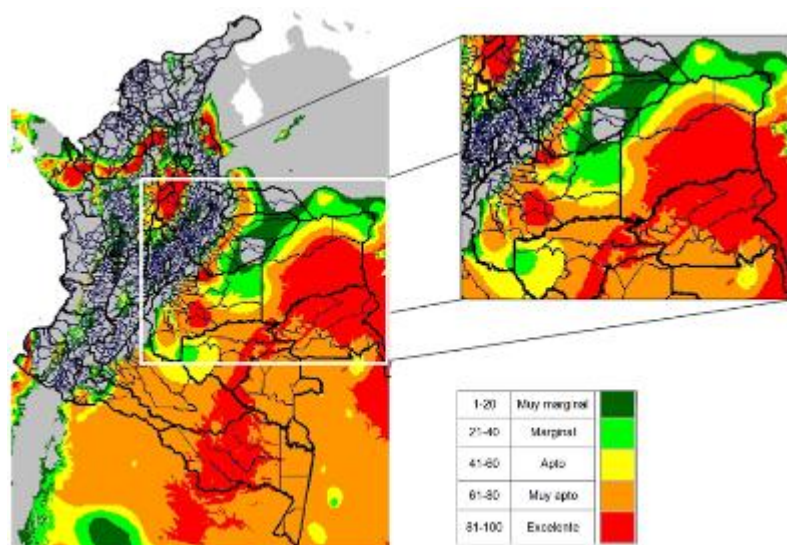 1-20 Muy marginal
21-40 Marginal
41-60 Apto
61-80 Muy apto
81-100 Excelente